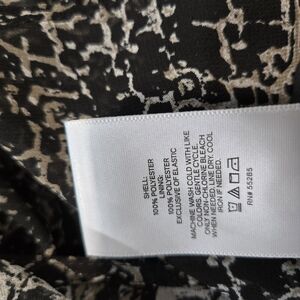 SHELL:
100% POLYESTER
LINING:
100% POLYESTER
EXCLUSIVE OF ELASTIC
MACHINE WASH COLD WITH LIKE
COLORS. GENTLE CYCLE.
ONLY NON-CHLORINE BLEACH
WHEN NEEDED. LINE DRY. COOL
IRON IF NEEDED.
RN# 55285